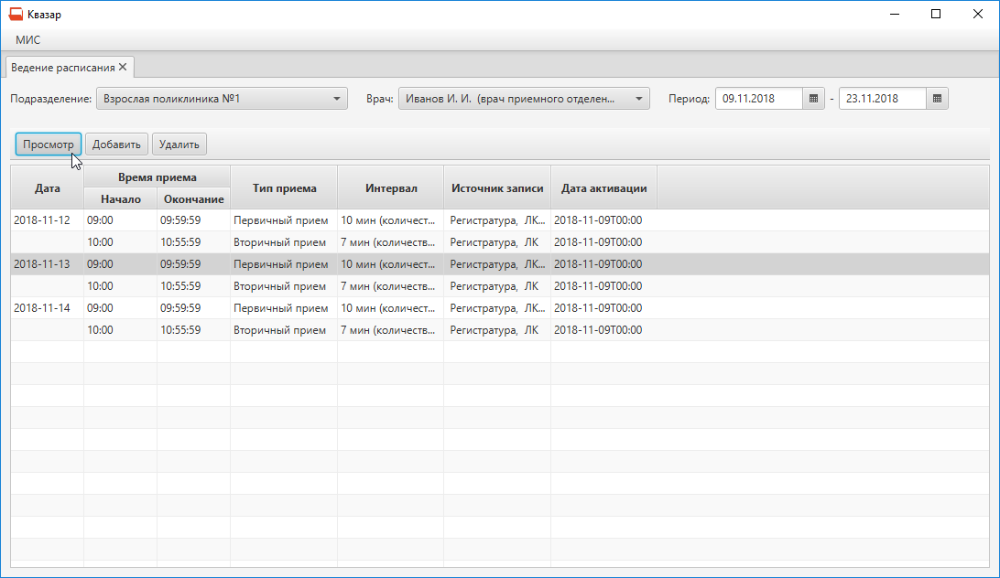 Квазар
МИС
Ведение расписания
Подразделение: Взрослая поликлиника №1 Врач: Иванов И. И. (врач приемного отделен... Период: 09.11.2018 - 23.11.2018
Просмотр Добавить Удалить
Дата Время приема Начало Окончание Тип приема Интервал Источник записи Дата активации
2018-11-12 09:00 09:59:59 Первичный прием 10 мин (количест... Регистратура, ЛК... 2018-11-09T00:00
10:00 10:55:59 Вторичный прием 7 мин (количеств... Регистратура, ЛК 2018-11-09T00:00
2018-11-13 09:00 09:59:59 Первичный прием 10 мин (количест... Регистратура, ЛК... 2018-11-09T00:00
10:00 10:55:59 Вторичный прием 7 мин (количеств... Регистратура, ЛК 2018-11-09T00:00
2018-11-14 09:00 09:59:59 Первичный прием 10 мин (количест... Регистратура, ЛК... 2018-11-09T00:00
10:00 10:55:59 Вторичный прием 7 мин (количеств... Регистратура, ЛК 2018-11-09T00:00